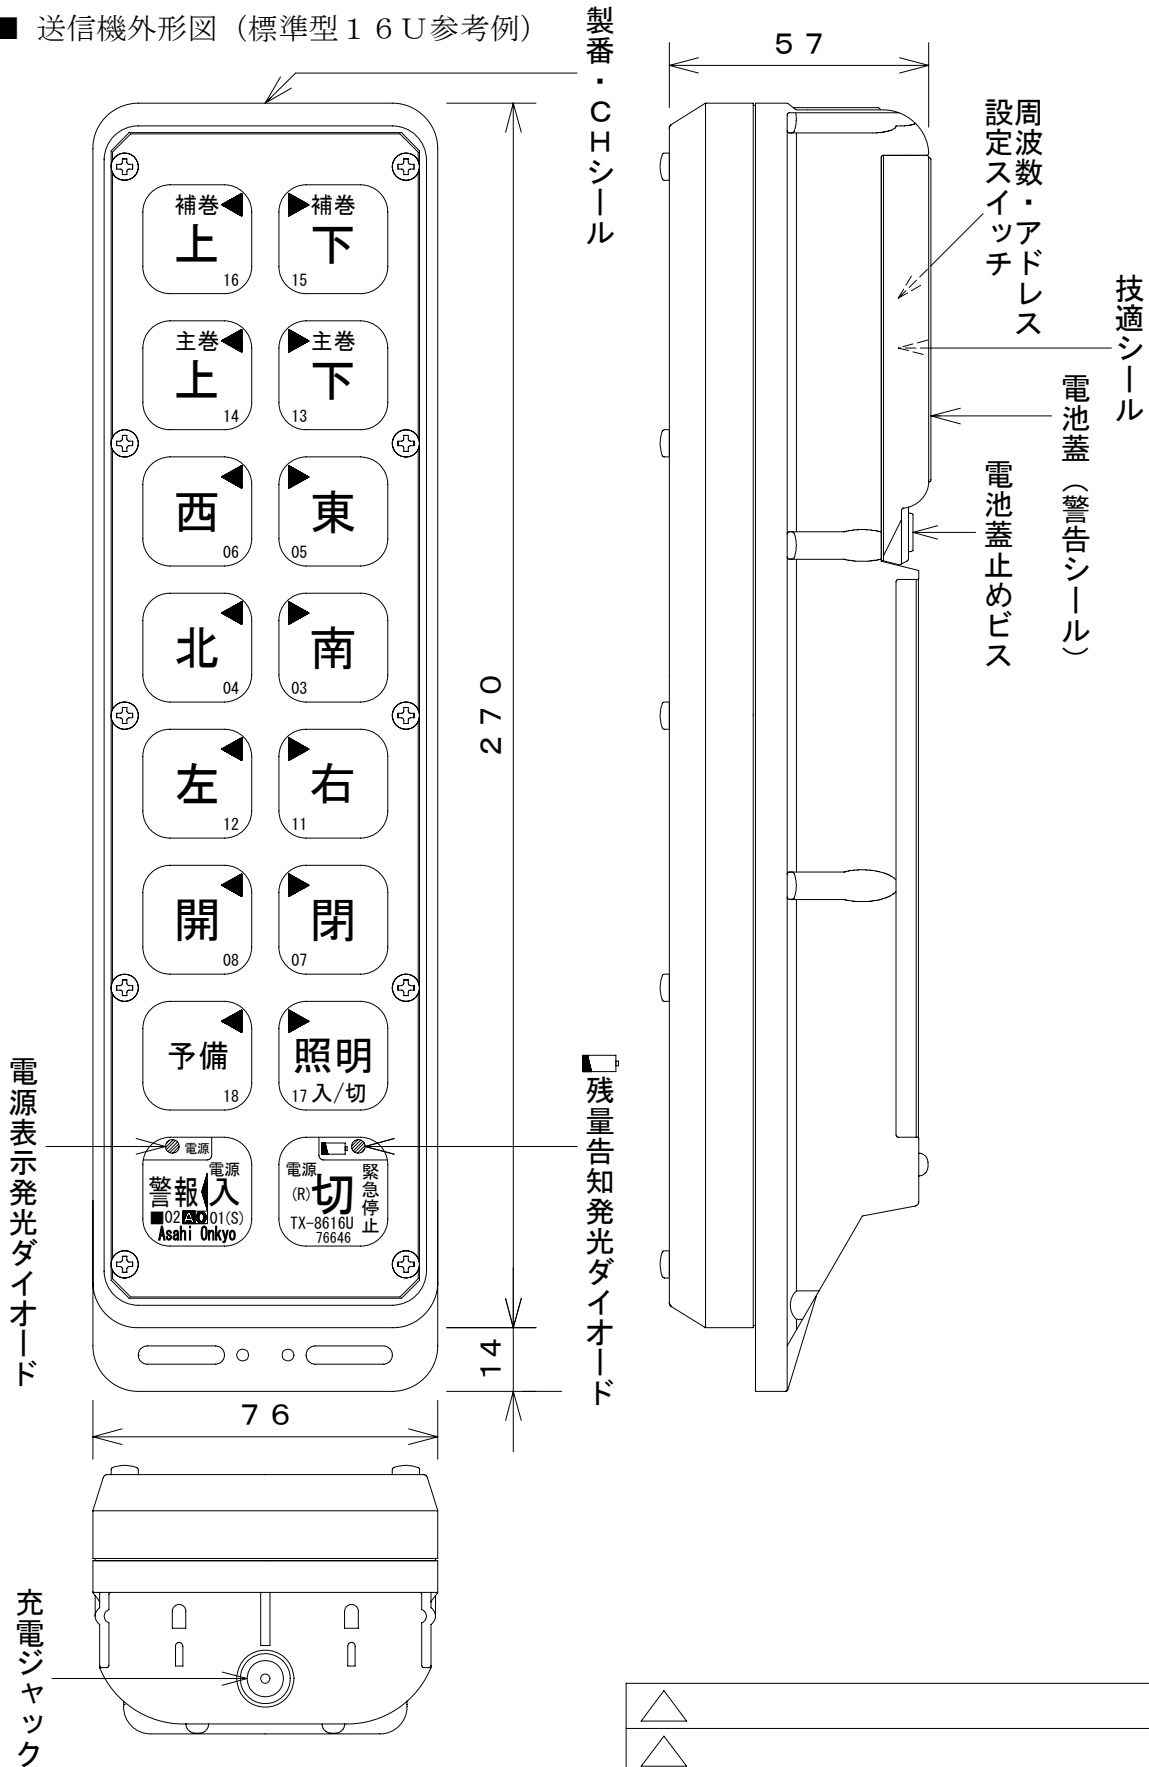 ■ 送信機外形図（標準型１６Ｕ参考例）
製番・ＣＨシール
５７
周波数・アドレス
設定スイッチ
技適シール
電池蓋（警告シール）
電池蓋止めビス
補巻
上
16
補巻
下
15
主巻
上
14
主巻
下
13
西
06
東
05
北
04
南
03
左
12
右
11
開
08
閉
07
予備
18
照明
17 入/切
電源
電源
警報 入
■02 01(S)
Asahi Onkyo
電源
(R) 切
緊急停止
TX-8616U
76646
２７０
１４
７６
電源表示発光ダイオード
残量告知発光ダイオード
充電ジャック